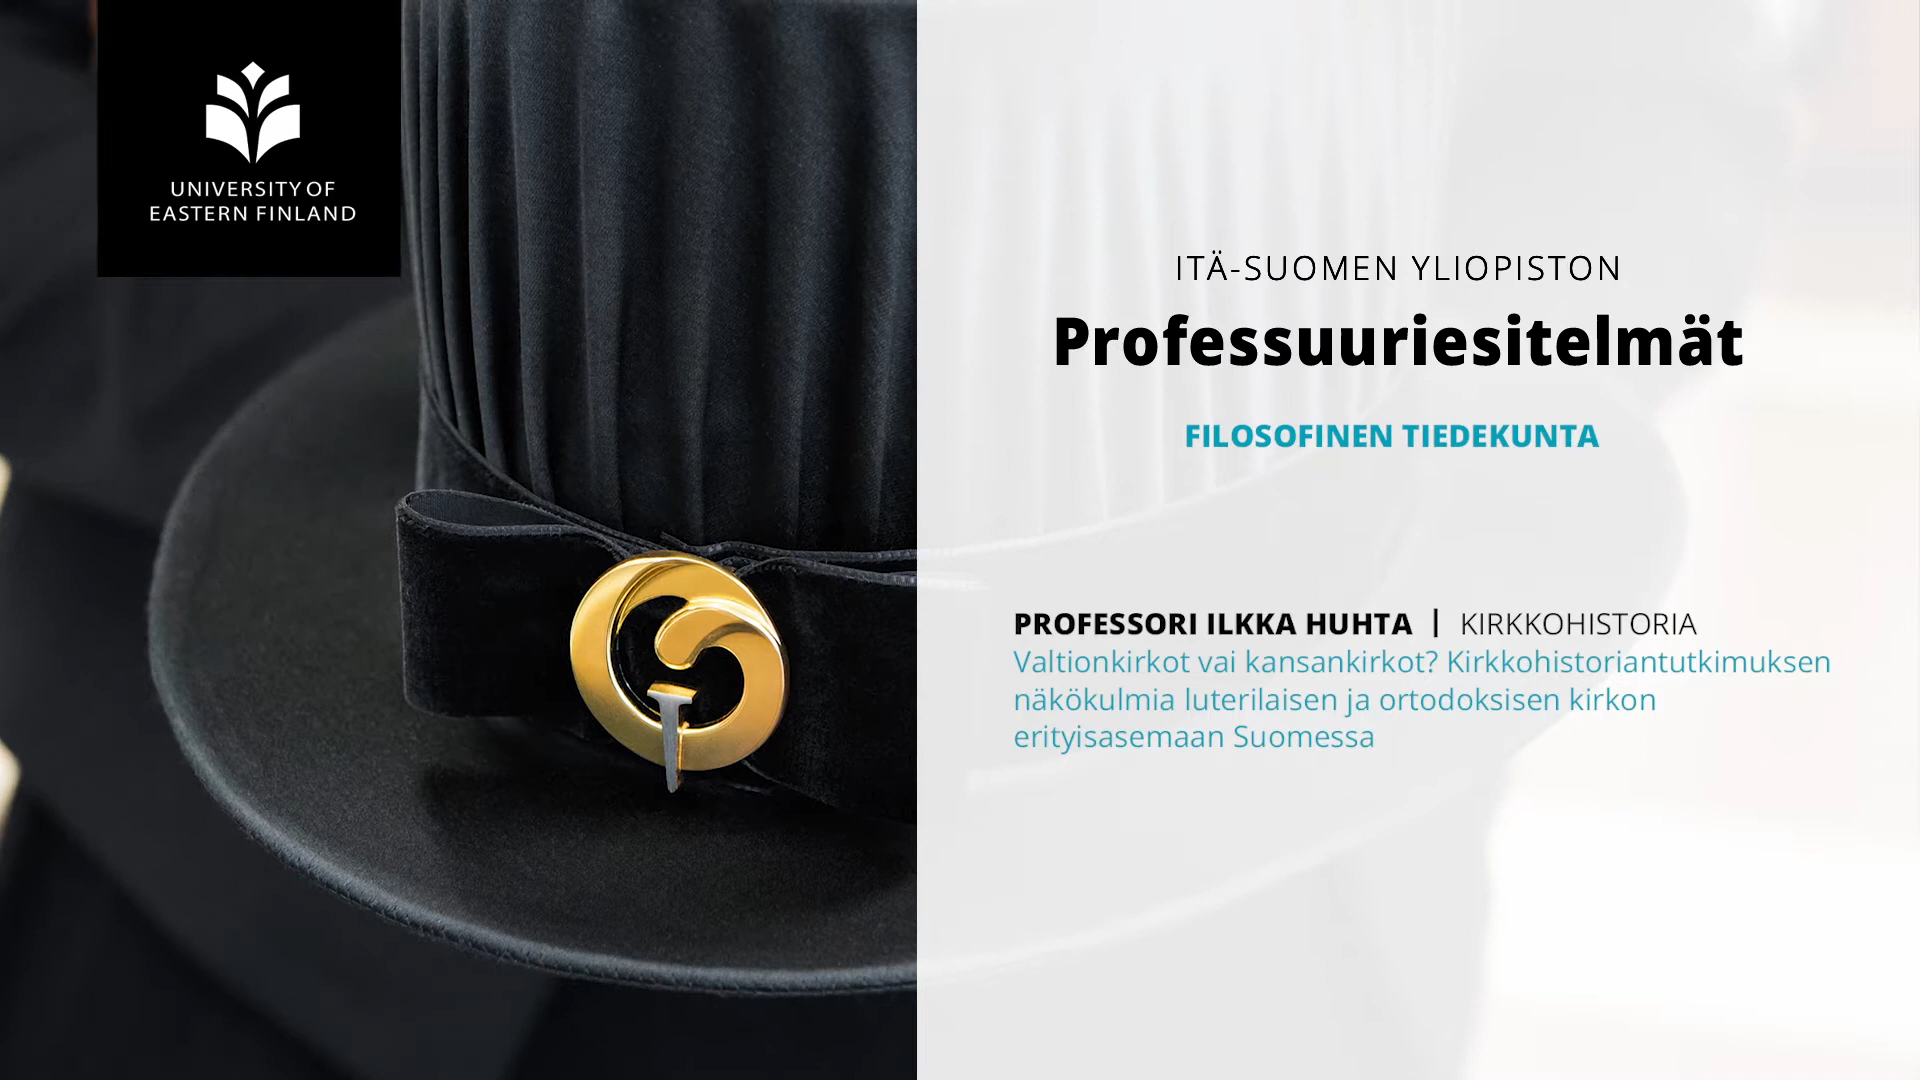 UNIVERSITY OF
EASTERN FINLAND
ITÄ-SUOMEN YLIOPISTON
Professuuriesitelmät
FILOSOFINEN TIEDEKUNTA
PROFESSORI ILKKA HUHTA | KIRKKOHISTORIA
Valtionkirkot vai kansankirkot? Kirkkohistoriantutkimuksen
näkökulmia luterilaisen ja ortodoksisen kirkon
erityisasemaan Suomessa